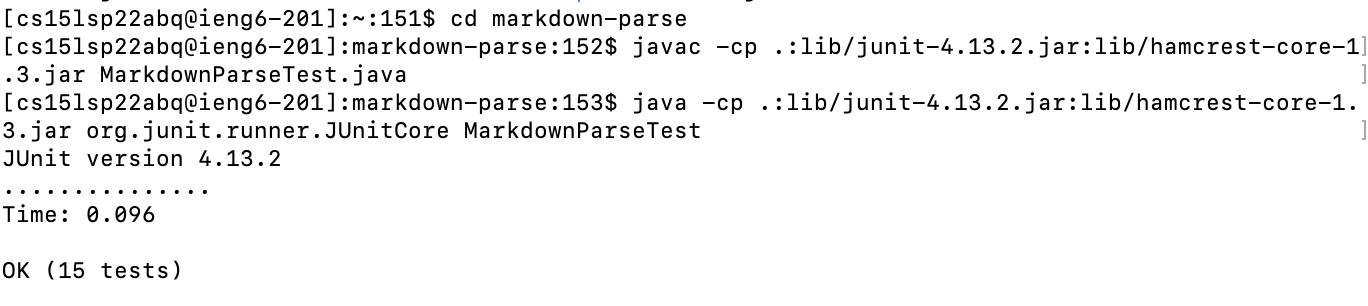 [cs15lsp22abq@ieng6-201]:~:151$ cd markdown-parse
[cs15lsp22abq@ieng6-201]:markdown-parse:152$ javac -cp .:lib/junit-4.13.2.jar:lib/hamcrest-core-1]
.3.jar MarkdownParseTest.java ]
[cs15lsp22abq@ieng6-201]:markdown-parse:153$ java -cp .:lib/junit-4.13.2.jar:lib/hamcrest-core-1.
3.jar org.junit.runner.JUnitCore MarkdownParseTest ]
JUnit version 4.13.2
...............
Time: 0.096
OK (15 tests)